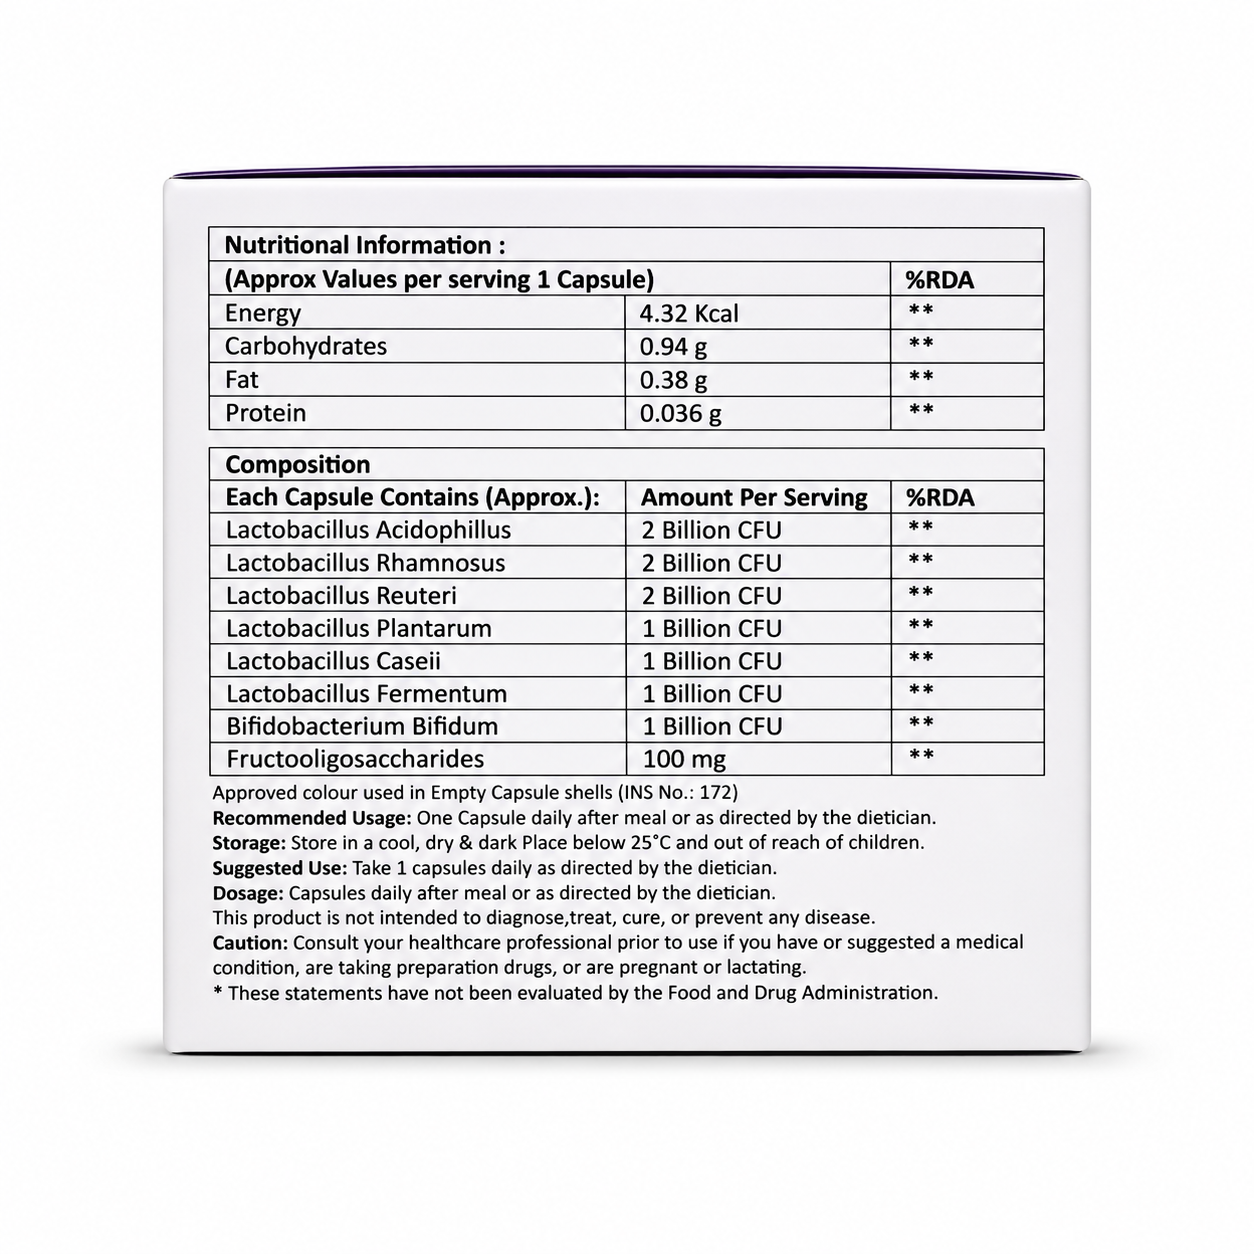 Nutritional Information :
(Approx Values per serving 1 Capsule) %RDA
Energy 4.32 Kcal **
Carbohydrates 0.94 g **
Fat 0.38 g **
Protein 0.036 g **
Composition
Each Capsule Contains (Approx.): Amount Per Serving %RDA
Lactobacillus Acidophillus 2 Billion CFU **
Lactobacillus Rhamnosus 2 Billion CFU **
Lactobacillus Reuteri 2 Billion CFU **
Lactobacillus Plantarum 1 Billion CFU **
Lactobacillus Caseii 1 Billion CFU **
Lactobacillus Fermentum 1 Billion CFU **
Bifidobacterium Bifidum 1 Billion CFU **
Fructooligosaccharides 100 mg **
Approved colour used in Empty Capsule shells (INS No.: 172)
Recommended Usage: One Capsule daily after meal or as directed by the dietician.
Storage: Store in a cool, dry & dark Place below 25°C and out of reach of children.
Suggested Use: Take 1 capsules daily as directed by the dietician.
Dosage: Capsules daily after meal or as directed by the dietician.
This product is not intended to diagnose,treat, cure, or prevent any disease.
Caution: Consult your healthcare professional prior to use if you have or suggested a medical
condition, are taking preparation drugs, or are pregnant or lactating.
* These statements have not been evaluated by the Food and Drug Administration.